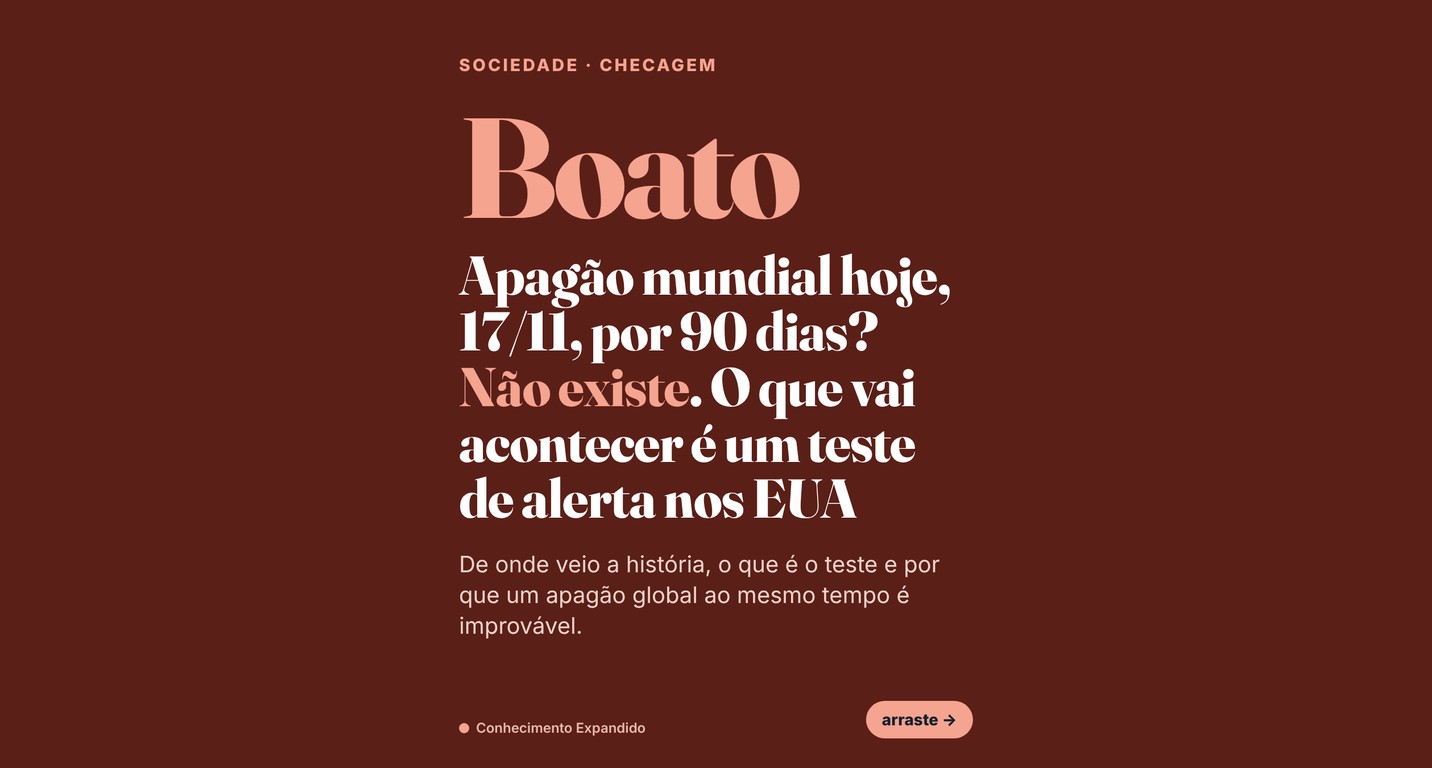 SOCIEDADE · CHECAGEM
Boato
Apagão mundial hoje,
17/11, por 90 dias?
Não existe. O que vai
acontecer é um teste
de alerta nos EUA
De onde veio a história, o que é o teste e por
que um apagão global ao mesmo tempo é
improvável.
Conhecimento Expandido
arraste →